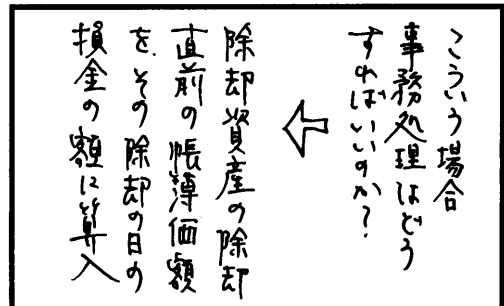 こういう場合
事務処理はどう
すればいいのか?
除却資産の除却
直前の帳簿価額
を、その除却の日の
損金の額に算入